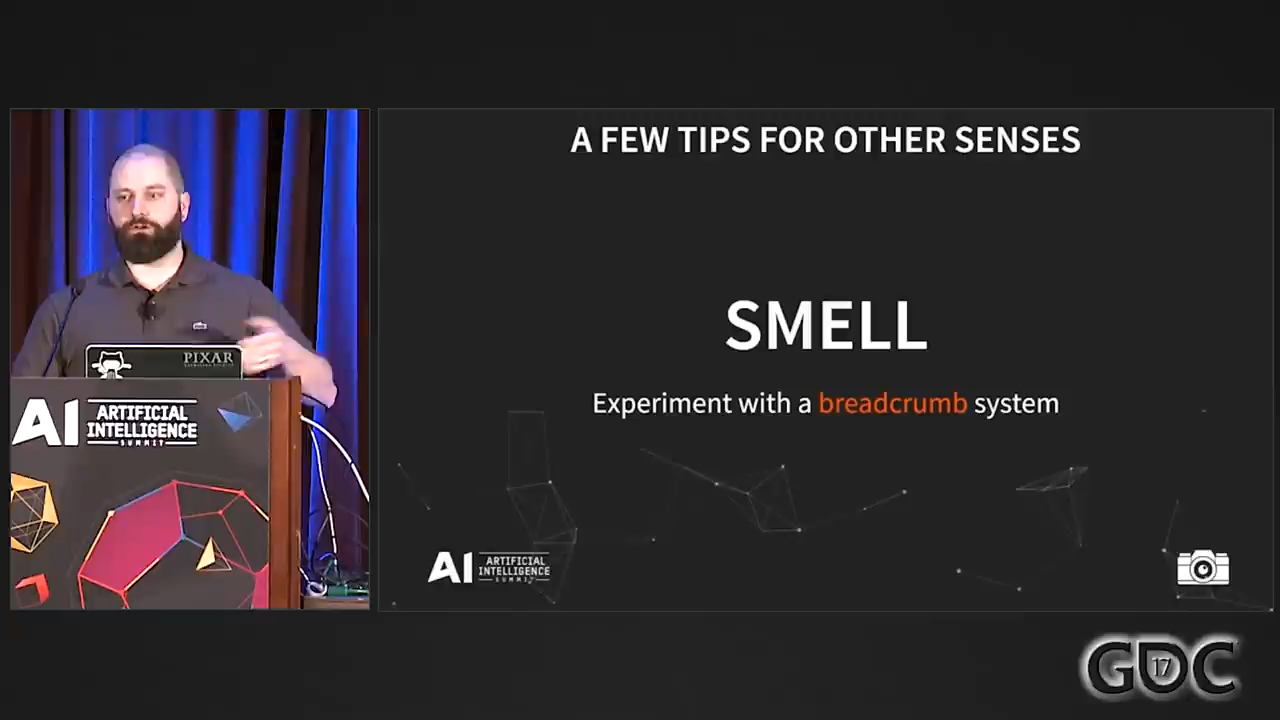 A FEW TIPS FOR OTHER SENSES
SMELL
Experiment with a breadcrumb system
PIXAR
AI ARTIFICIAL
INTELLIGENCE
SUMMIT
AI ARTIFICIAL
INTELLIGENCE
SUMMIT
GDC 17